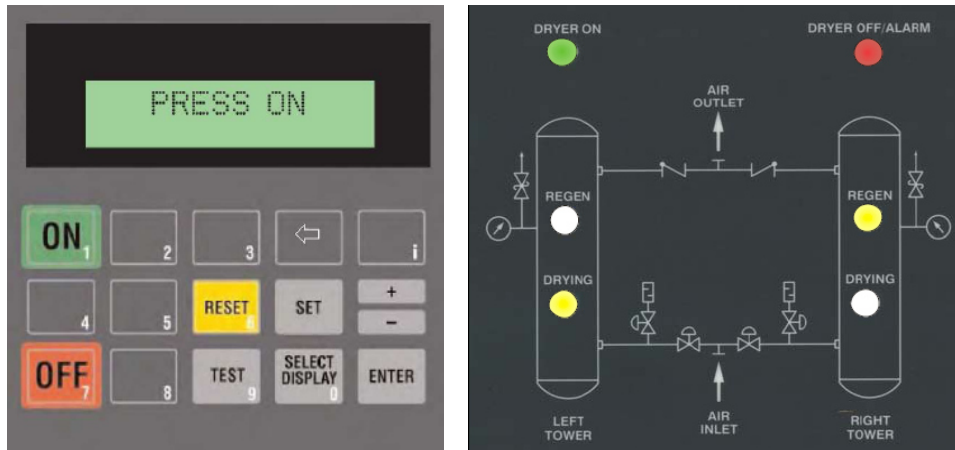 PRESS ON
ON 1
2
3
i
4
5
RESET 6
SET
+
−
OFF 7
8
TEST 9
SELECT
DISPLAY 0
ENTER
DRYER ON
DRYER OFF/ALARM
AIR
OUTLET
REGEN
REGEN
DRYING
DRYING
LEFT
TOWER
AIR
INLET
RIGHT
TOWER